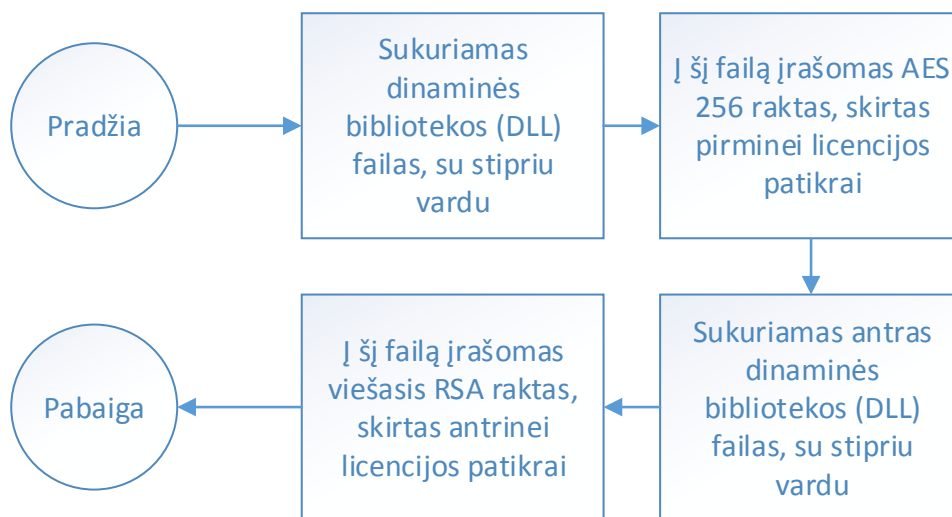 Pradžia
Sukuriamas
dinaminės
bibliotekos (DLL)
failas, su stipriu
vardu
Į šį failą įrašomas AES
256 raktas, skirtas
pirminei licencijos
patikrai
Sukuriamas antras
dinaminės
bibliotekos (DLL)
failas, su stipriu
vardu
Į šį failą įrašomas
viešasis RSA raktas,
skirtas antrinei
licencijos patikrai
Pabaiga